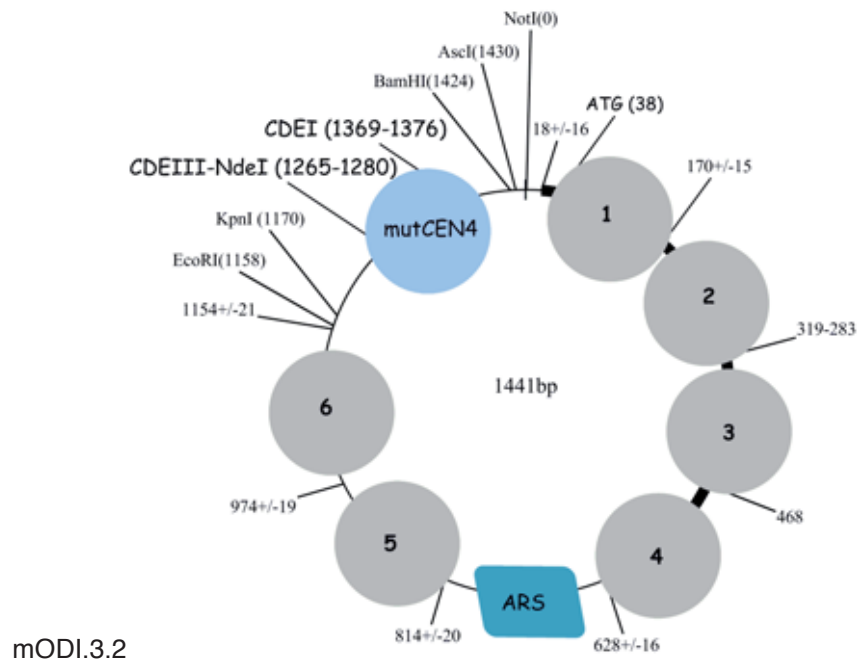 NotI(0)
AscI(1430)
BamHI(1424)
ATG (38)
CDEI (1369-1376)
18+/-16
CDEIII-NdeI (1265-1280)
170+/-15
KpnI (1170)
mutCEN4
1
EcoRI(1158)
2
1154+/-21
319-283
1441bp
6
3
974+/-19
468
5
4
ARS
814+/-20
628+/-16
mODI.3.2